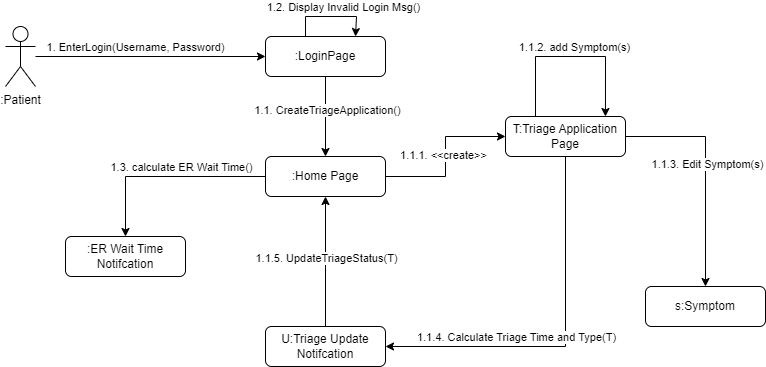 1.2. Display Invalid Login Msg()
1. EnterLogin(Username, Password)
:LoginPage
1.1.2. add Symptom(s)
:Patient
1.1. CreateTriageApplication()
T:Triage Application
Page
1.1.1. <<create>>
1.3. calculate ER Wait Time()
1.1.3. Edit Symptom(s)
:Home Page
:ER Wait Time
Notifcation
1.1.5. UpdateTriageStatus(T)
s:Symptom
U:Triage Update
Notifcation
1.1.4. Calculate Triage Time and Type(T)